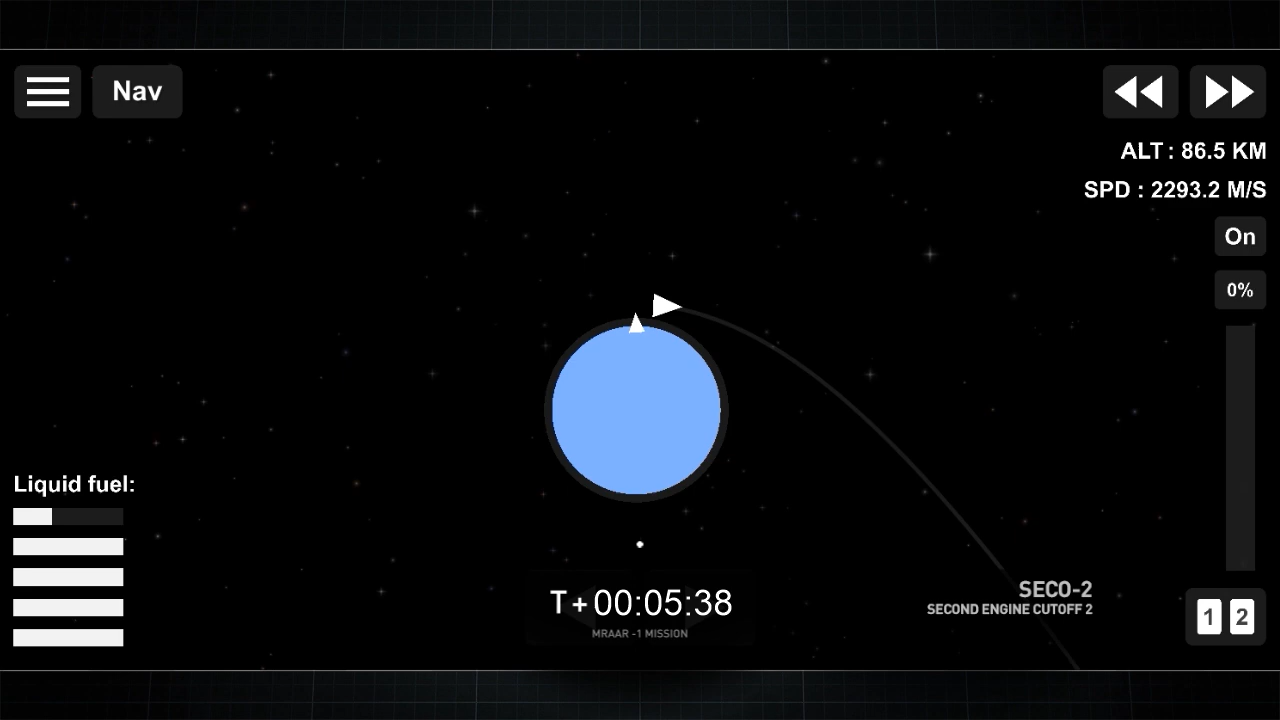 Nav
ALT : 86.5 KM
SPD : 2293.2 M/S
On
0%
Liquid fuel:
T+00:05:38
MRAAR -1 MISSION
SECO-2
SECOND ENGINE CUTOFF 2
1 2